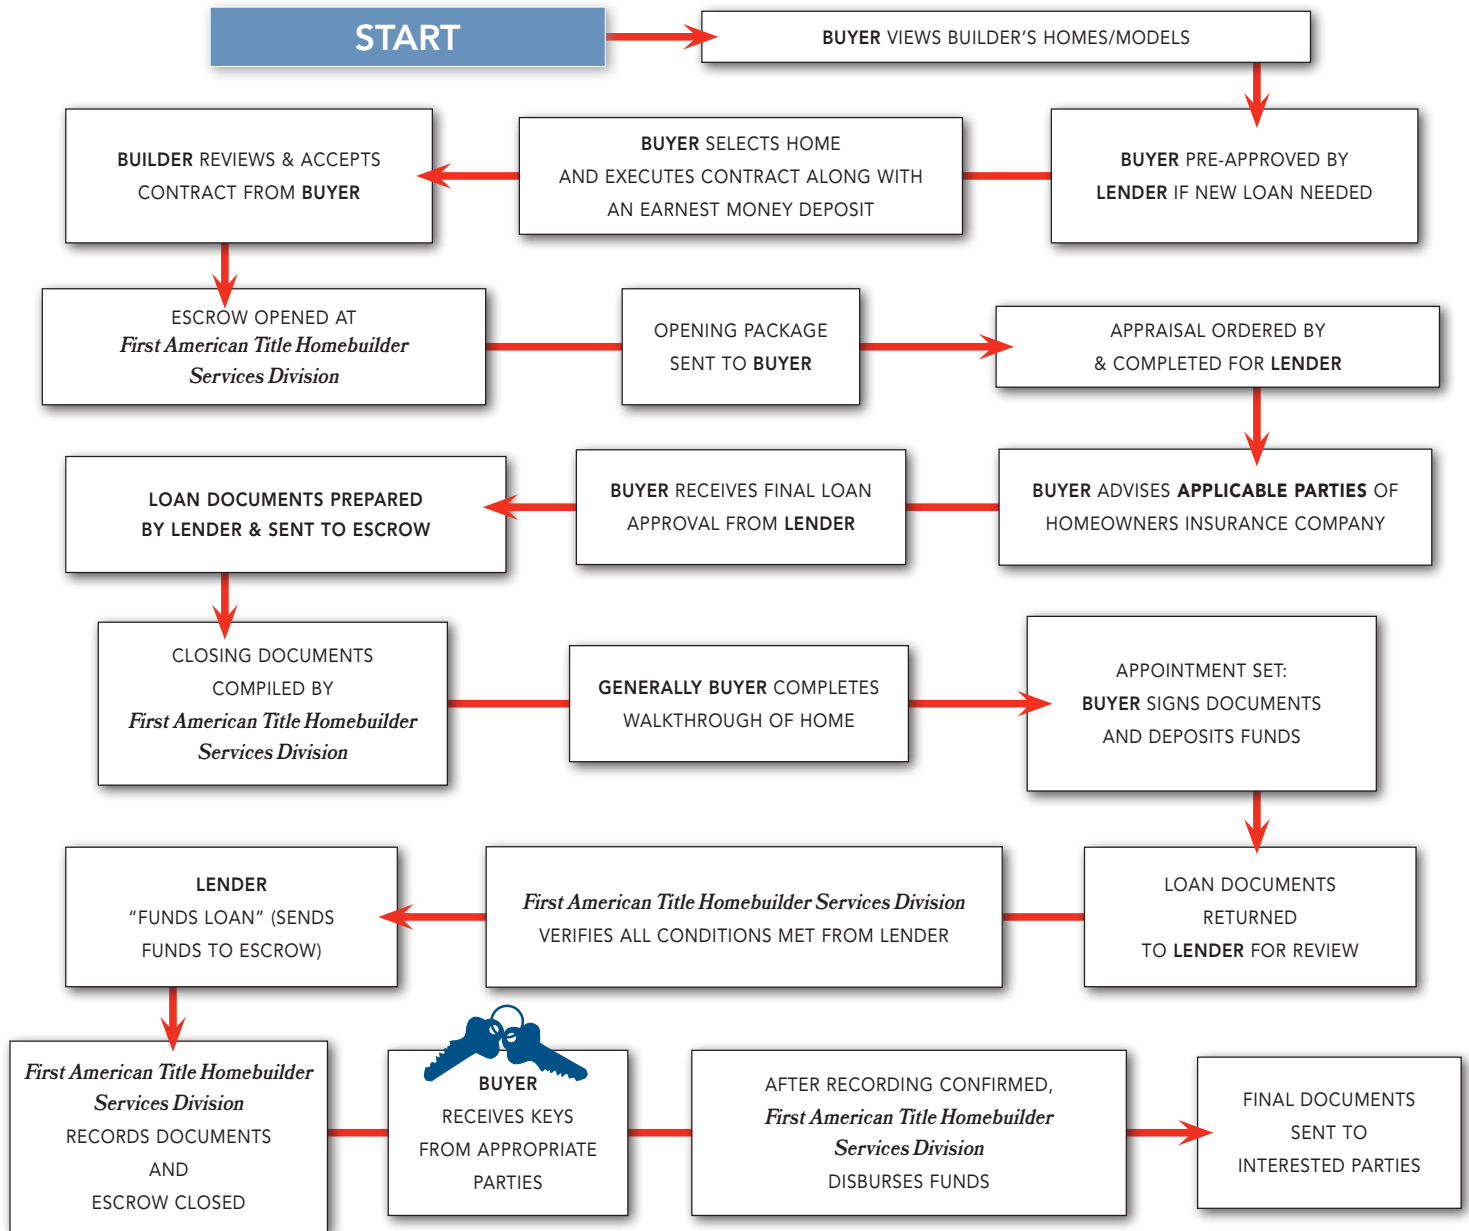 START
BUYER VIEWS BUILDER'S HOMES/MODELS
BUYER PRE-APPROVED BY
LENDER IF NEW LOAN NEEDED
BUYER SELECTS HOME
AND EXECUTES CONTRACT ALONG WITH
AN EARNEST MONEY DEPOSIT
BUILDER REVIEWS & ACCEPTS
CONTRACT FROM BUYER
ESCROW OPENED AT
First American Title Homebuilder
Services Division
OPENING PACKAGE
SENT TO BUYER
APPRAISAL ORDERED BY
& COMPLETED FOR LENDER
BUYER ADVISES APPLICABLE PARTIES OF
HOMEOWNERS INSURANCE COMPANY
BUYER RECEIVES FINAL LOAN
APPROVAL FROM LENDER
LOAN DOCUMENTS PREPARED
BY LENDER & SENT TO ESCROW
CLOSING DOCUMENTS
COMPILED BY
First American Title Homebuilder
Services Division
GENERALLY BUYER COMPLETES
WALKTHROUGH OF HOME
APPOINTMENT SET:
BUYER SIGNS DOCUMENTS
AND DEPOSITS FUNDS
LOAN DOCUMENTS
RETURNED
TO LENDER FOR REVIEW
First American Title Homebuilder Services Division
VERIFIES ALL CONDITIONS MET FROM LENDER
LENDER
“FUNDS LOAN” (SENDS
FUNDS TO ESCROW)
First American Title Homebuilder
Services Division
RECORDS DOCUMENTS
AND
ESCROW CLOSED
BUYER
RECEIVES KEYS
FROM APPROPRIATE
PARTIES
AFTER RECORDING CONFIRMED,
First American Title Homebuilder
Services Division
DISBURSES FUNDS
FINAL DOCUMENTS
SENT TO
INTERESTED PARTIES